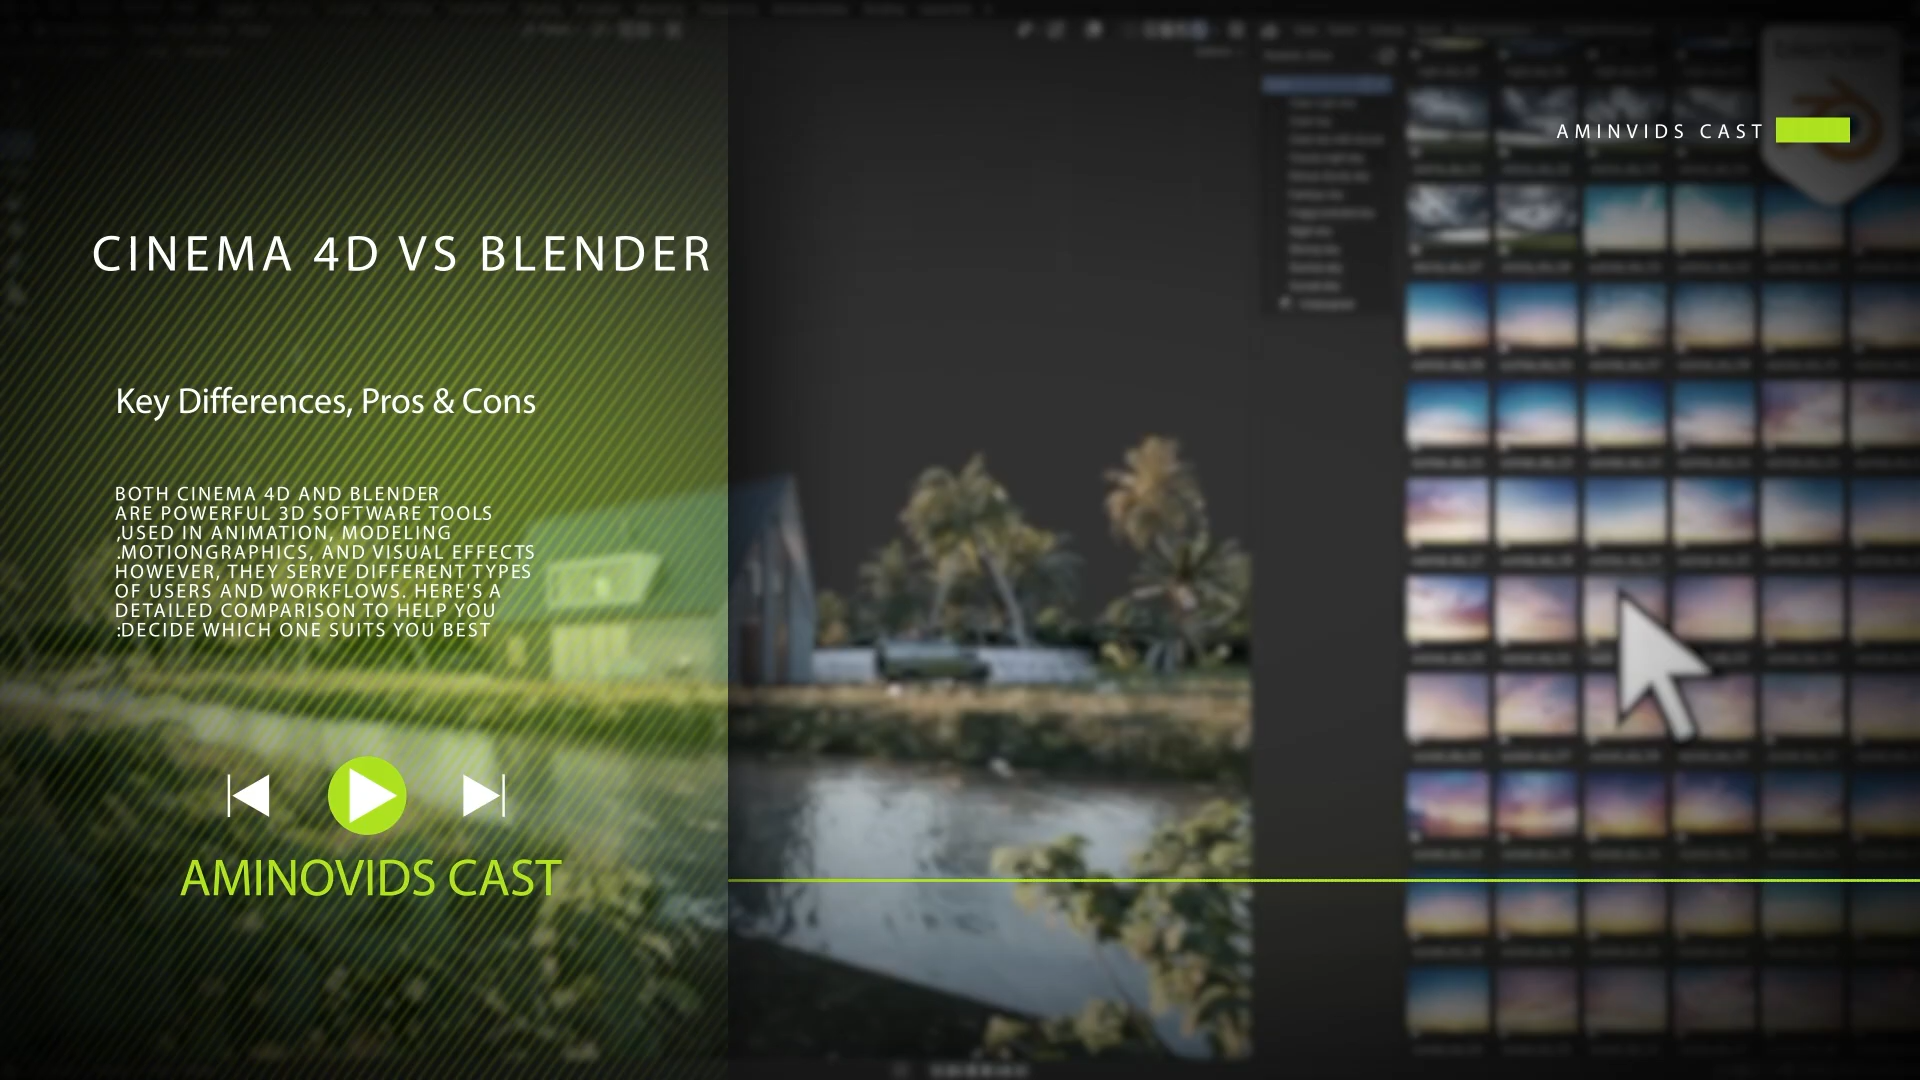 AMINVIDS CAST
CINEMA 4D VS BLENDER
Key Differences, Pros & Cons
BOTH CINEMA 4D AND BLENDER
ARE POWERFUL 3D SOFTWARE TOOLS
,USED IN ANIMATION, MODELING
.MOTIONGRAPHICS, AND VISUAL EFFECTS
HOWEVER, THEY SERVE DIFFERENT TYPES
OF USERS AND WORKFLOWS. HERE'S A
DETAILED COMPARISON TO HELP YOU
:DECIDE WHICH ONE SUITS YOU BEST
AMINOVIDS CAST